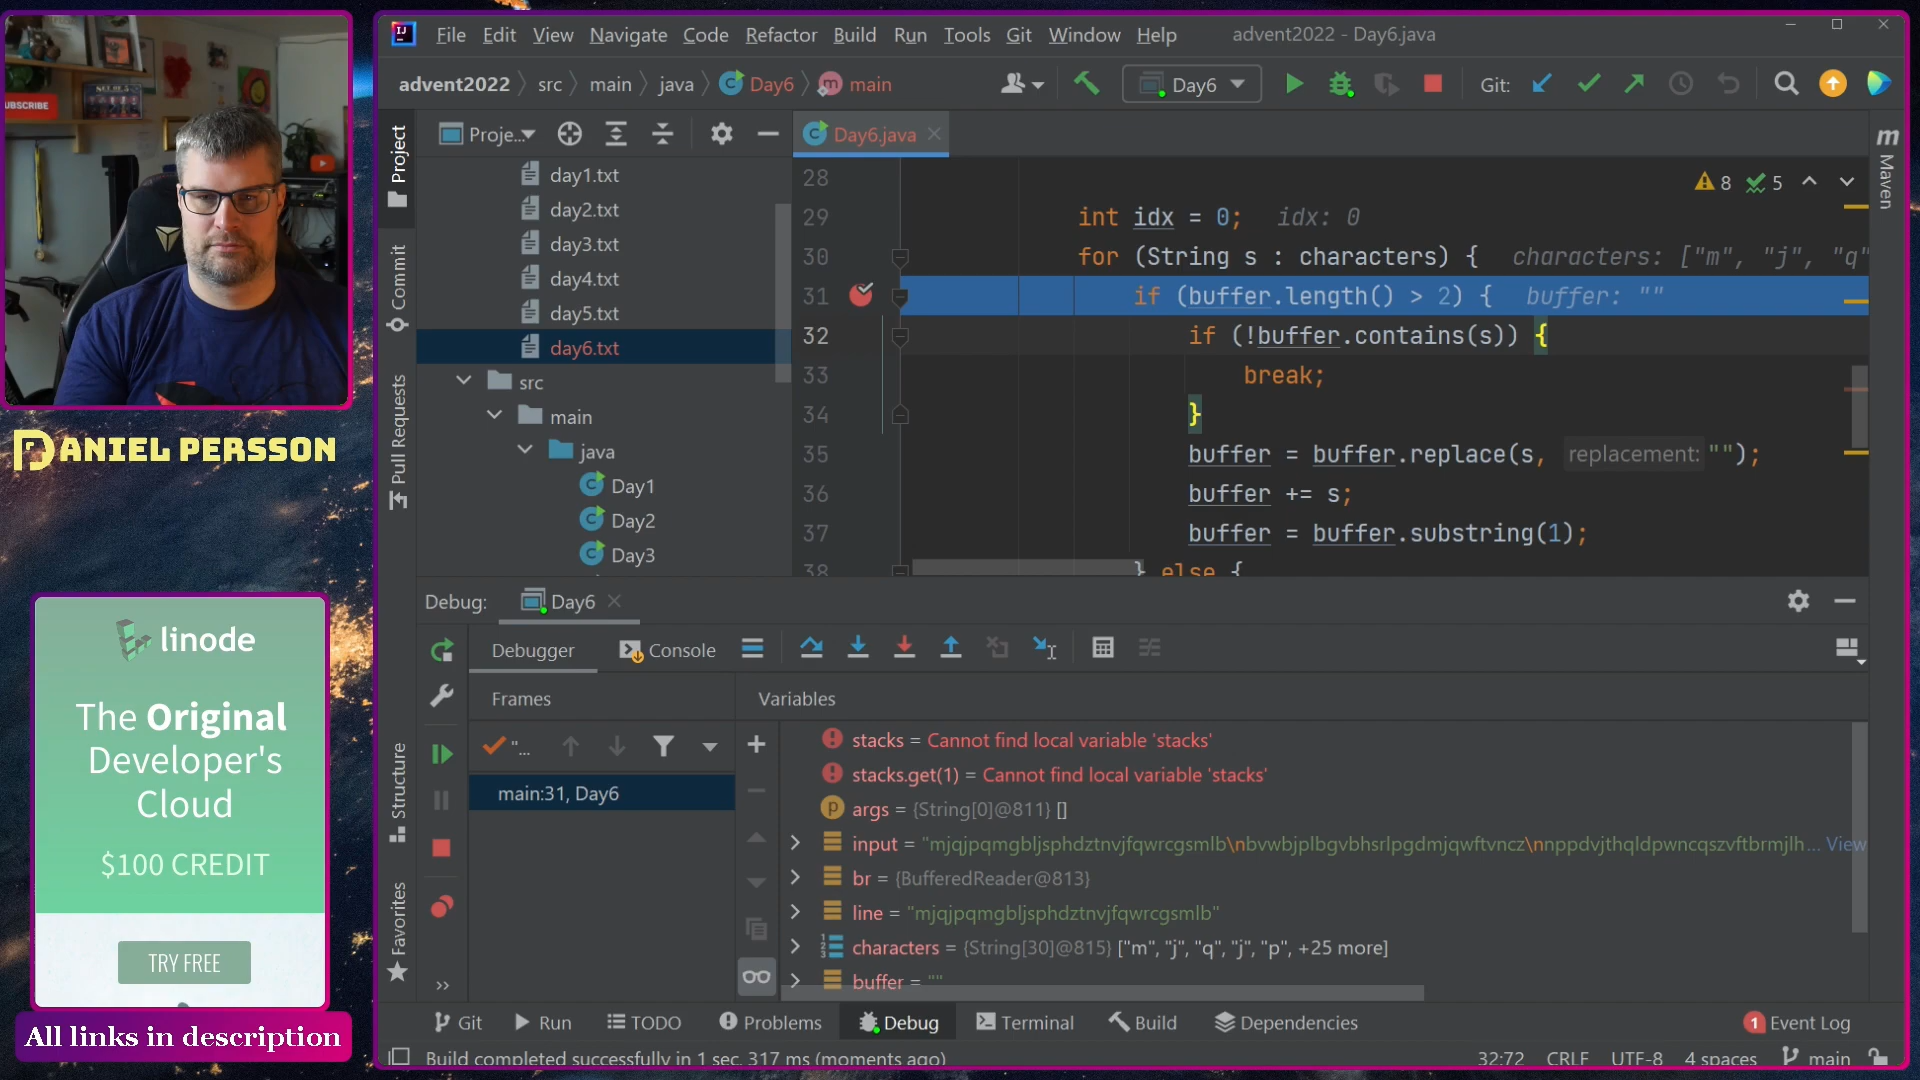 SUBSCRIBE
DANIEL PERSSON
linode
The Original
Developer's
Cloud
$100 CREDIT
TRY FREE
All links in description
File Edit View Navigate Code Refactor Build Run Tools Git Window Help advent2022 - Day6.java
advent2022 src main java Day6 main Day6 Git:
Project
Commit
Pull Requests
Structure
Favorites
Proje...
day1.txt
day2.txt
day3.txt
day4.txt
day5.txt
day6.txt
src
main
java
Day1
Day2
Day3
Day6.java
8 5
28
29 int idx = 0; idx: 0
30 for (String s : characters) { characters: ["m", "j", "q"
31 if (buffer.length() > 2) { buffer: ""
32 if (!buffer.contains(s)) {
33 break;
34 }
35 buffer = buffer.replace(s, replacement: "");
36 buffer += s;
37 buffer = buffer.substring(1);
38 } else {
Maven
Debug: Day6
Debugger Console
Frames Variables
"...
main:31, Day6
stacks = Cannot find local variable 'stacks'
stacks.get(1) = Cannot find local variable 'stacks'
args = {String[0]@811} []
input = "mjqjpqmgbljsphdztnvjfqwrcgsmlb\nbvwbjplbgvbhsrlpgdmjqwftvncz\nnppdvjthqldpwncqszvftbrmjlh... View
br = {BufferedReader@813}
line = "mjqjpqmgbljsphdztnvjfqwrcgsmlb"
characters = {String[30]@815} ["m", "j", "q", "j", "p", +25 more]
buffer = ""
Git Run TODO Problems Debug Terminal Build Dependencies 1 Event Log
Build completed successfully in 1 sec, 317 ms (moments ago) 32:72 CRLF UTF-8 4 spaces main